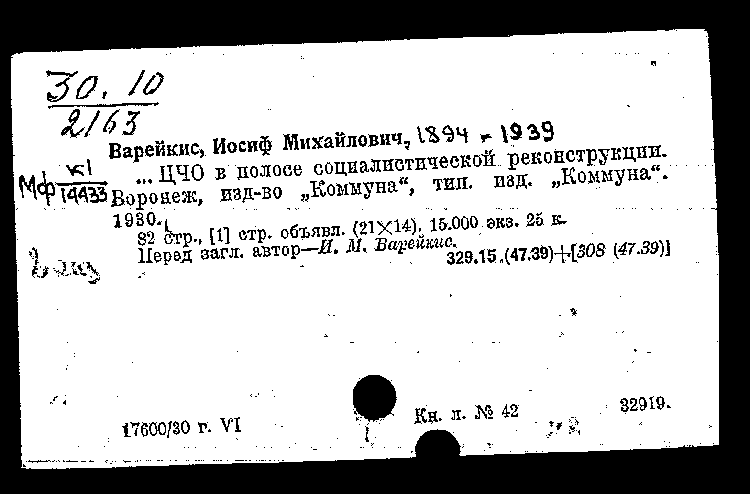 30.10
2163
Варейкис, Иосиф Михайлович, 1894 - 1939
Мф к1
14433
... ЦЧО в полосе социалистической реконструкции.
Воронеж, изд-во „Коммуна“, тип. изд. „Коммуна“.
1930.
82 стр., [1] стр. объявл. (21×14). 15.000 экз. 25 к.
Перед загл. автор—И. М. Варейкис.
329.15.(47.39)+[308 (47.39)]
17600/30 г. VI
Кн. л. № 42
32919.